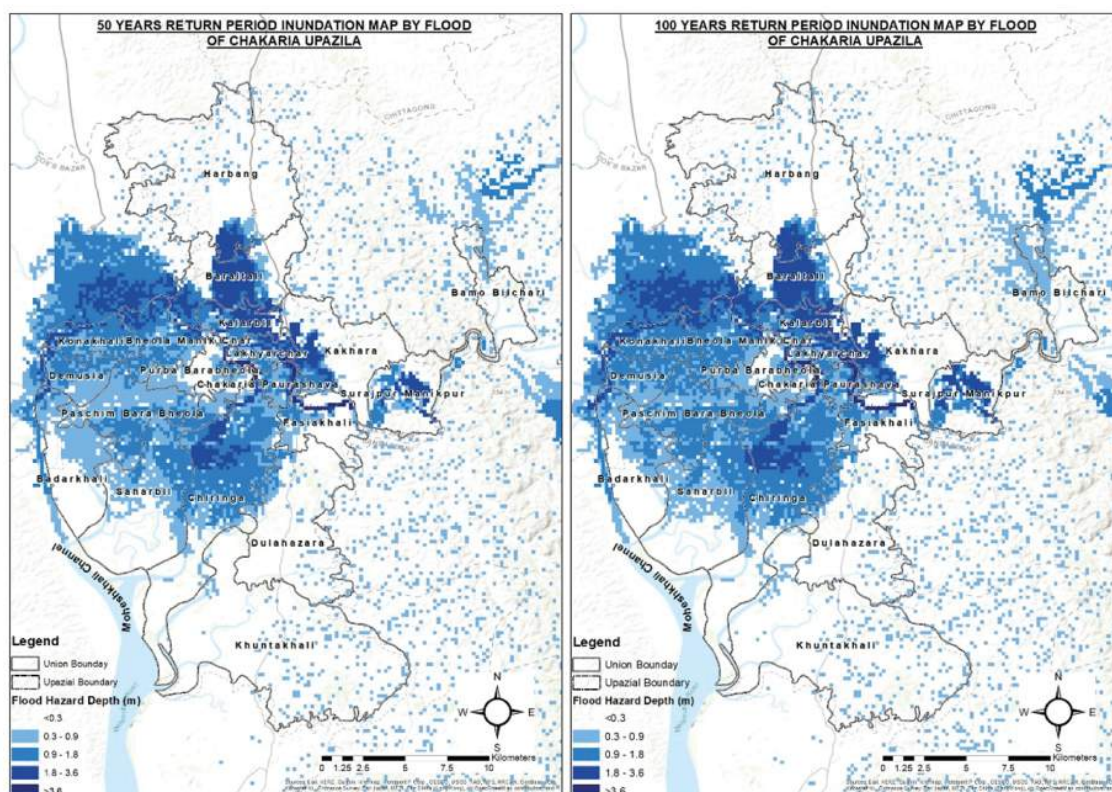 50 YEARS RETURN PERIOD INUNDATION MAP BY FLOOD
OF CHAKARIA UPAZILA
CHITTAGONG
COX'S BAZAR
Harbang
Baraitali
Bamo Bilchari
Kaiarbil
Konakhali Bheola Manik Char
Lakhyarchar Kakhara
Demusia
Purba Barabheola
Chakaria Paurashava
Surajpur Manikpur
Paschim Bara Bheola
Fasiakhali
Badarkhali
Saharbil
Chiringa
Dulahazara
Moheshkhali Channel
Khuntakhali
Legend
Union Bounday
Upazial Boundary
Flood Hazard Depth (m)
<0.3
0.3 - 0.9
0.9 - 1.8
1.8 - 3.6
>3.6
N
W E
S
0 1.25 2.5 5 7.5 10
Kilometers
100 YEARS RETURN PERIOD INUNDATION MAP BY FLOOD
OF CHAKARIA UPAZILA
CHITTAGONG
COX'S BAZAR
Harbang
Baraitali
Bamo Bilchari
Kaiarbil
Konakhali Bheola Manik Char
Lakhyarchar Kakhara
Demusia
Purba Barabheola
Chakaria Paurashava
Surajpur Manikpur
Paschim Bara Bheola
Fasiakhali
Badarkhali
Saharbil
Chiringa
Dulahazara
Moheshkhali Channel
Khuntakhali
Legend
Union Bounday
Upazial Boundary
Flood Hazard Depth (m)
<0.3
0.3 - 0.9
0.9 - 1.8
1.8 - 3.6
>3.6
N
W E
S
0 1.25 2.5 5 7.5 10
Kilometers